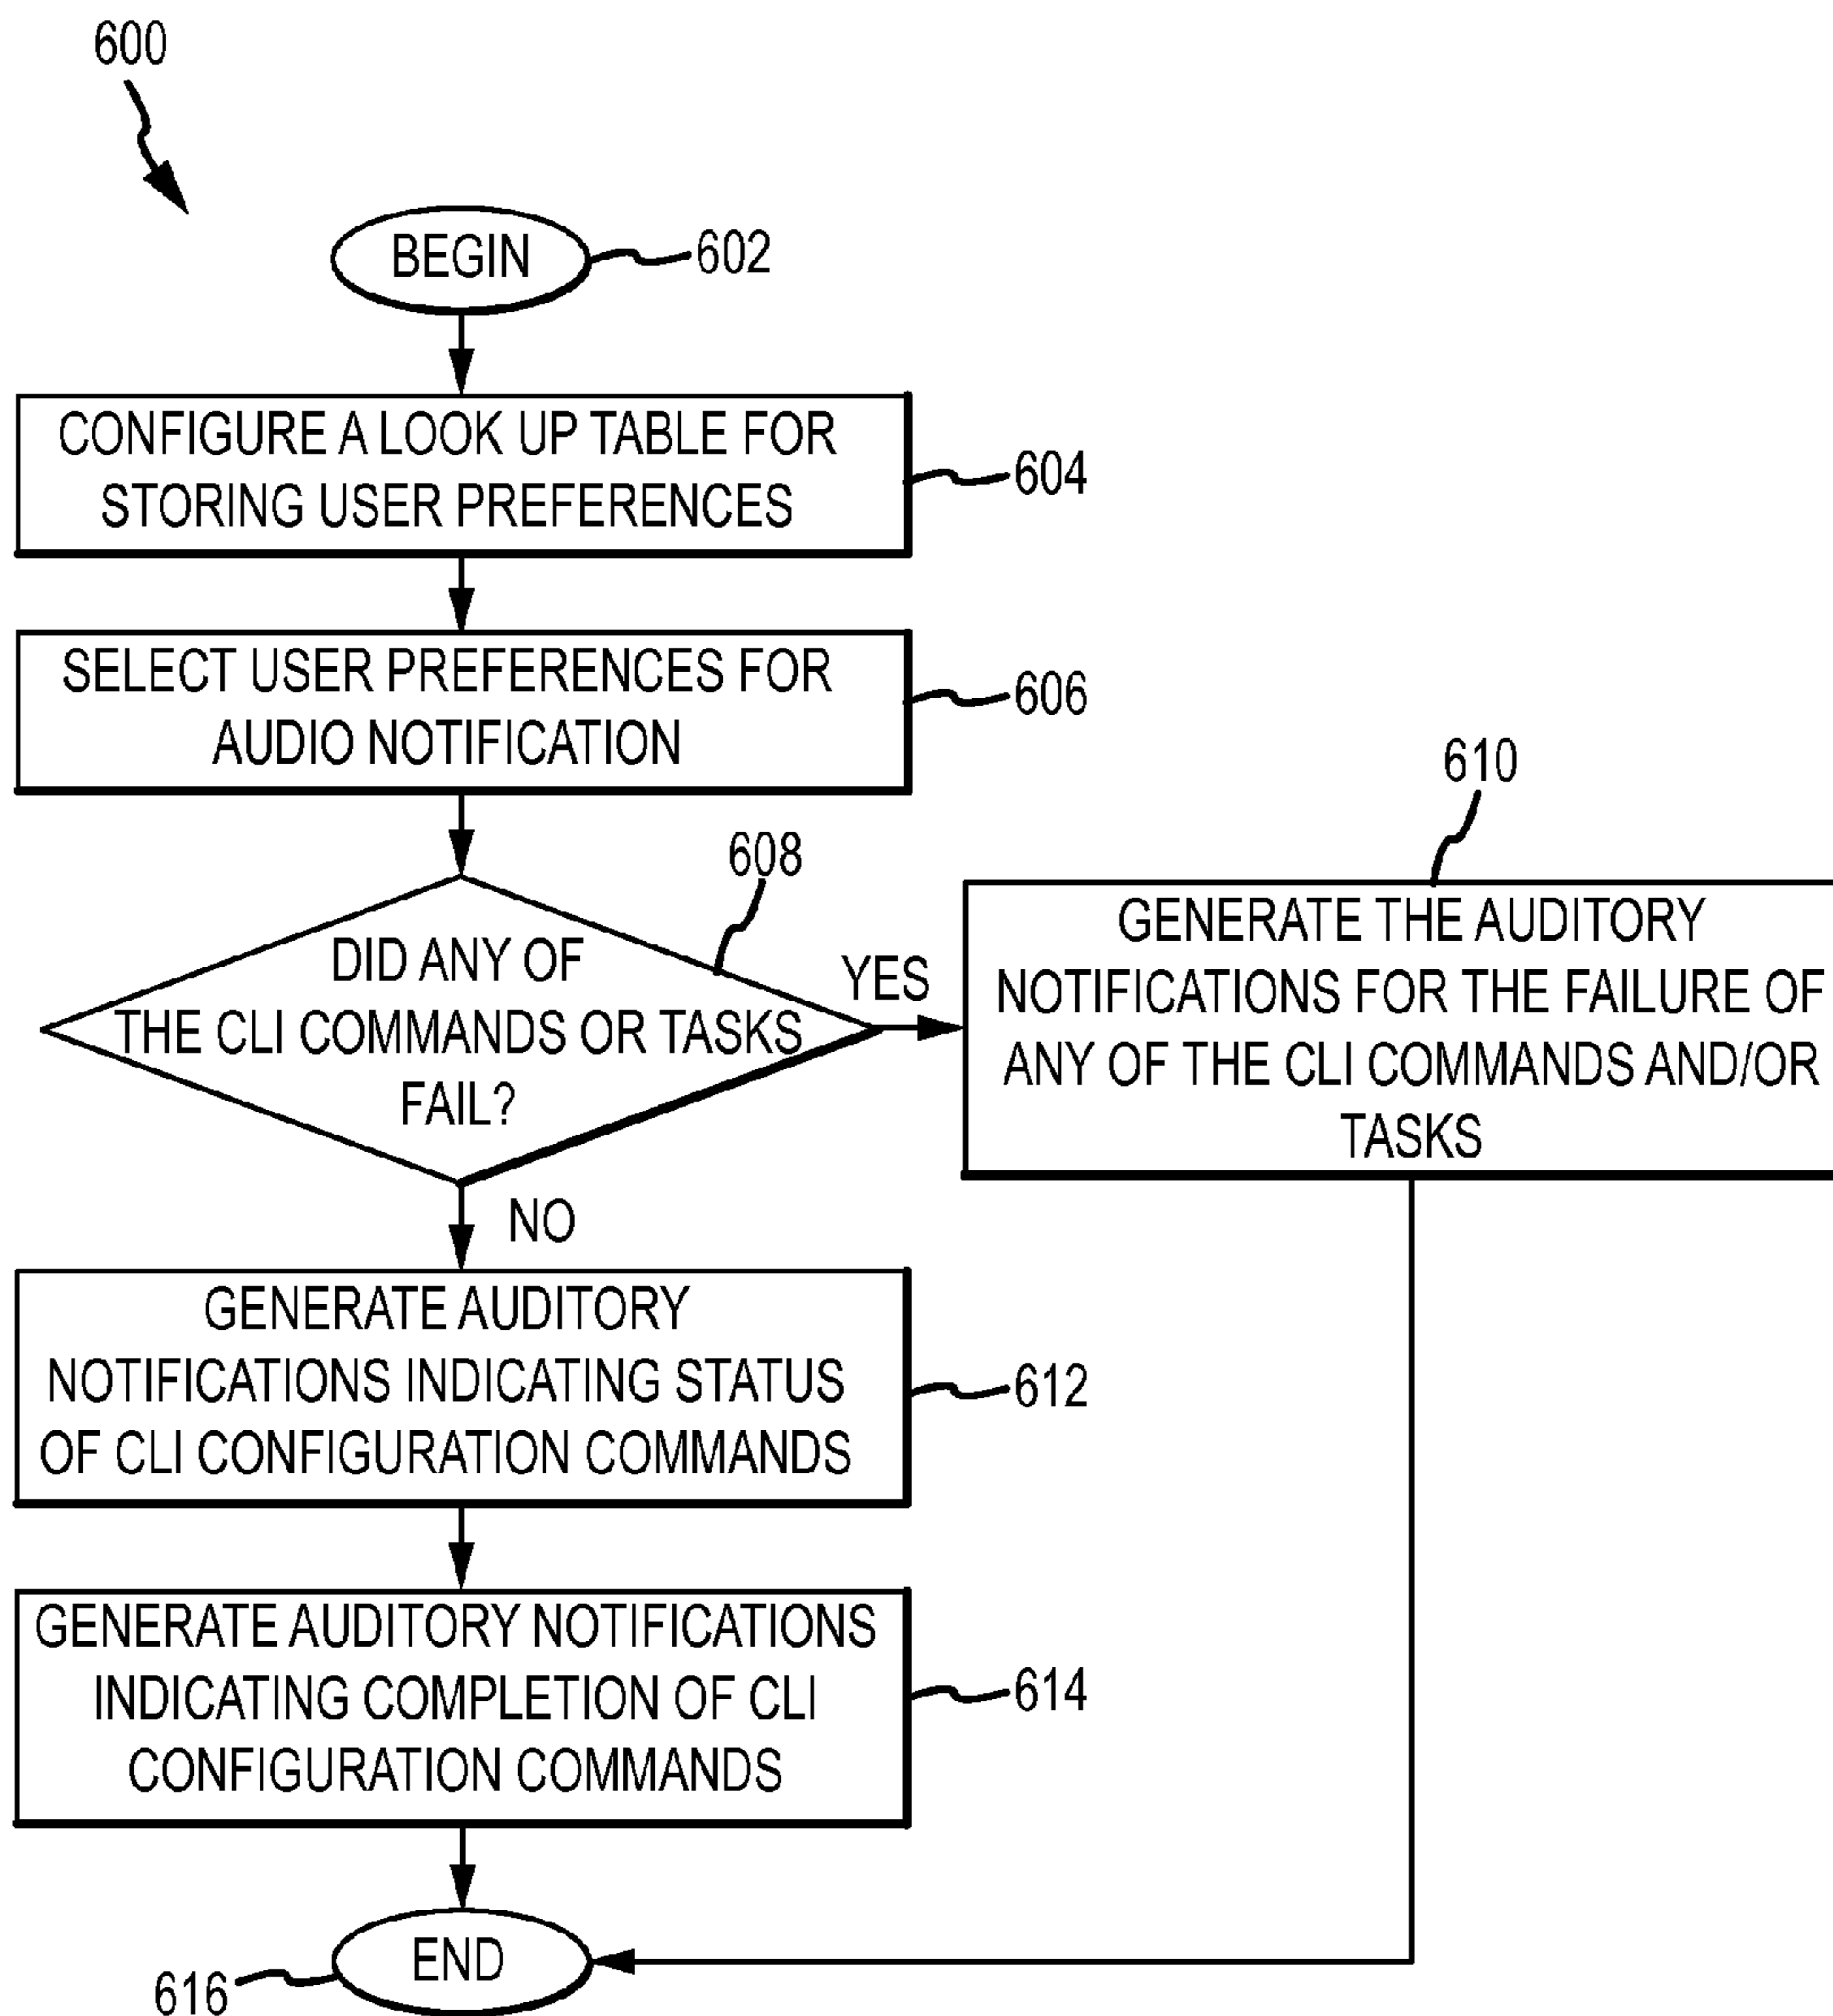 600
BEGIN
602
CONFIGURE A LOOK UP TABLE FOR
STORING USER PREFERENCES
604
SELECT USER PREFERENCES FOR
AUDIO NOTIFICATION
606
608
DID ANY OF
THE CLI COMMANDS OR TASKS
FAIL?
YES
610
GENERATE THE AUDITORY
NOTIFICATIONS FOR THE FAILURE OF
ANY OF THE CLI COMMANDS AND/OR
TASKS
NO
GENERATE AUDITORY
NOTIFICATIONS INDICATING STATUS
OF CLI CONFIGURATION COMMANDS
612
GENERATE AUDITORY NOTIFICATIONS
INDICATING COMPLETION OF CLI
CONFIGURATION COMMANDS
614
END
616